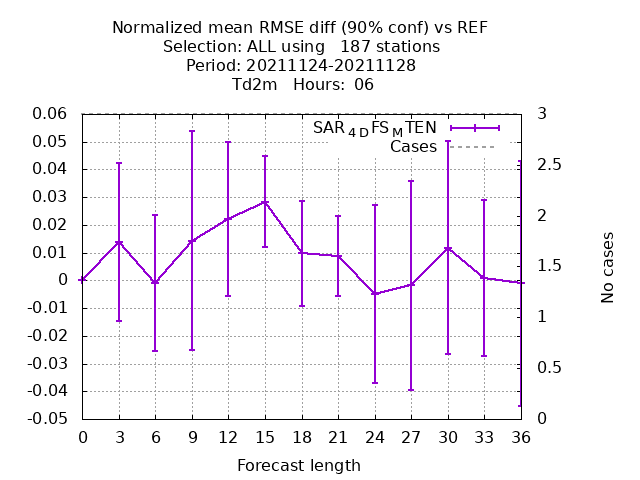 Normalized mean RMSE diff (90% conf) vs REF
Selection: ALL using 187 stations
Period: 20211124-20211128
Td2m Hours: 06
SAR4DFSMTEN
Cases
0.06
0.05
0.04
0.03
0.02
0.01
0
-0.01
-0.02
-0.03
-0.04
-0.05
3
2.5
2
1.5
1
0.5
0
No cases
0 3 6 9 12 15 18 21 24 27 30 33 36
Forecast length